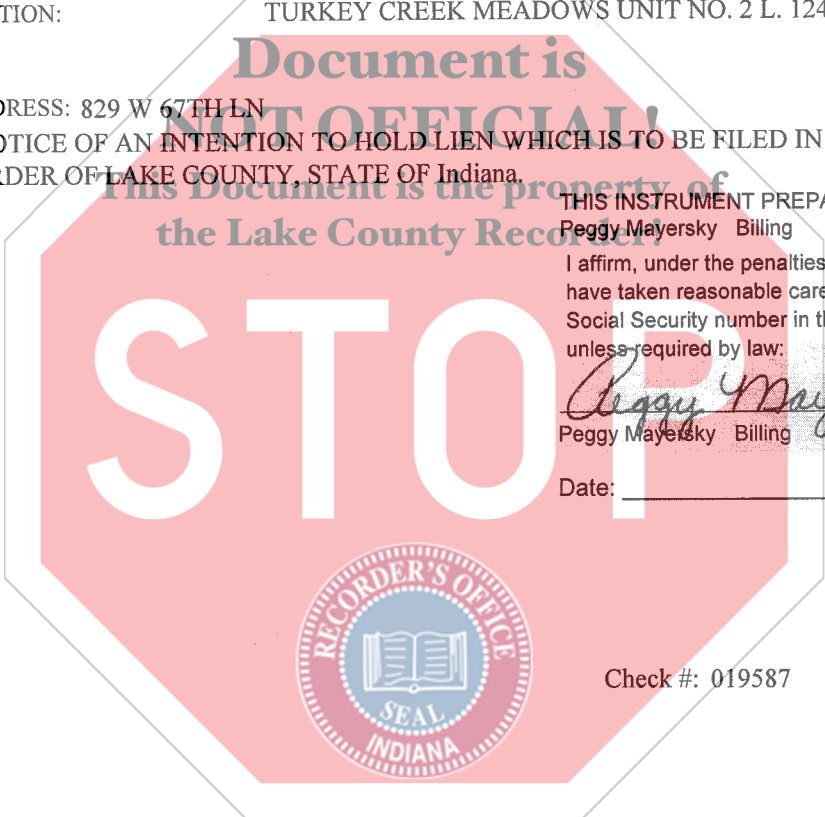 TION: TURKEY CREEK MEADOWS UNIT NO. 2 L. 124
Document is
DRESS: 829 W 67TH LN
NOT OFFICIAL!
OTICE OF AN INTENTION TO HOLD LIEN WHICH IS TO BE FILED IN
RDER OF LAKE COUNTY, STATE OF Indiana.
This Document is the property of
the Lake County Recorder!
THIS INSTRUMENT PREPA
Peggy Mayersky Billing
I affirm, under the penalties
have taken reasonable care
Social Security number in th
unless required by law:
Peggy May
Peggy Mayersky Billing
Date:
STOP
RECORDER'S OFFICE
SEAL
INDIANA
Check #: 019587